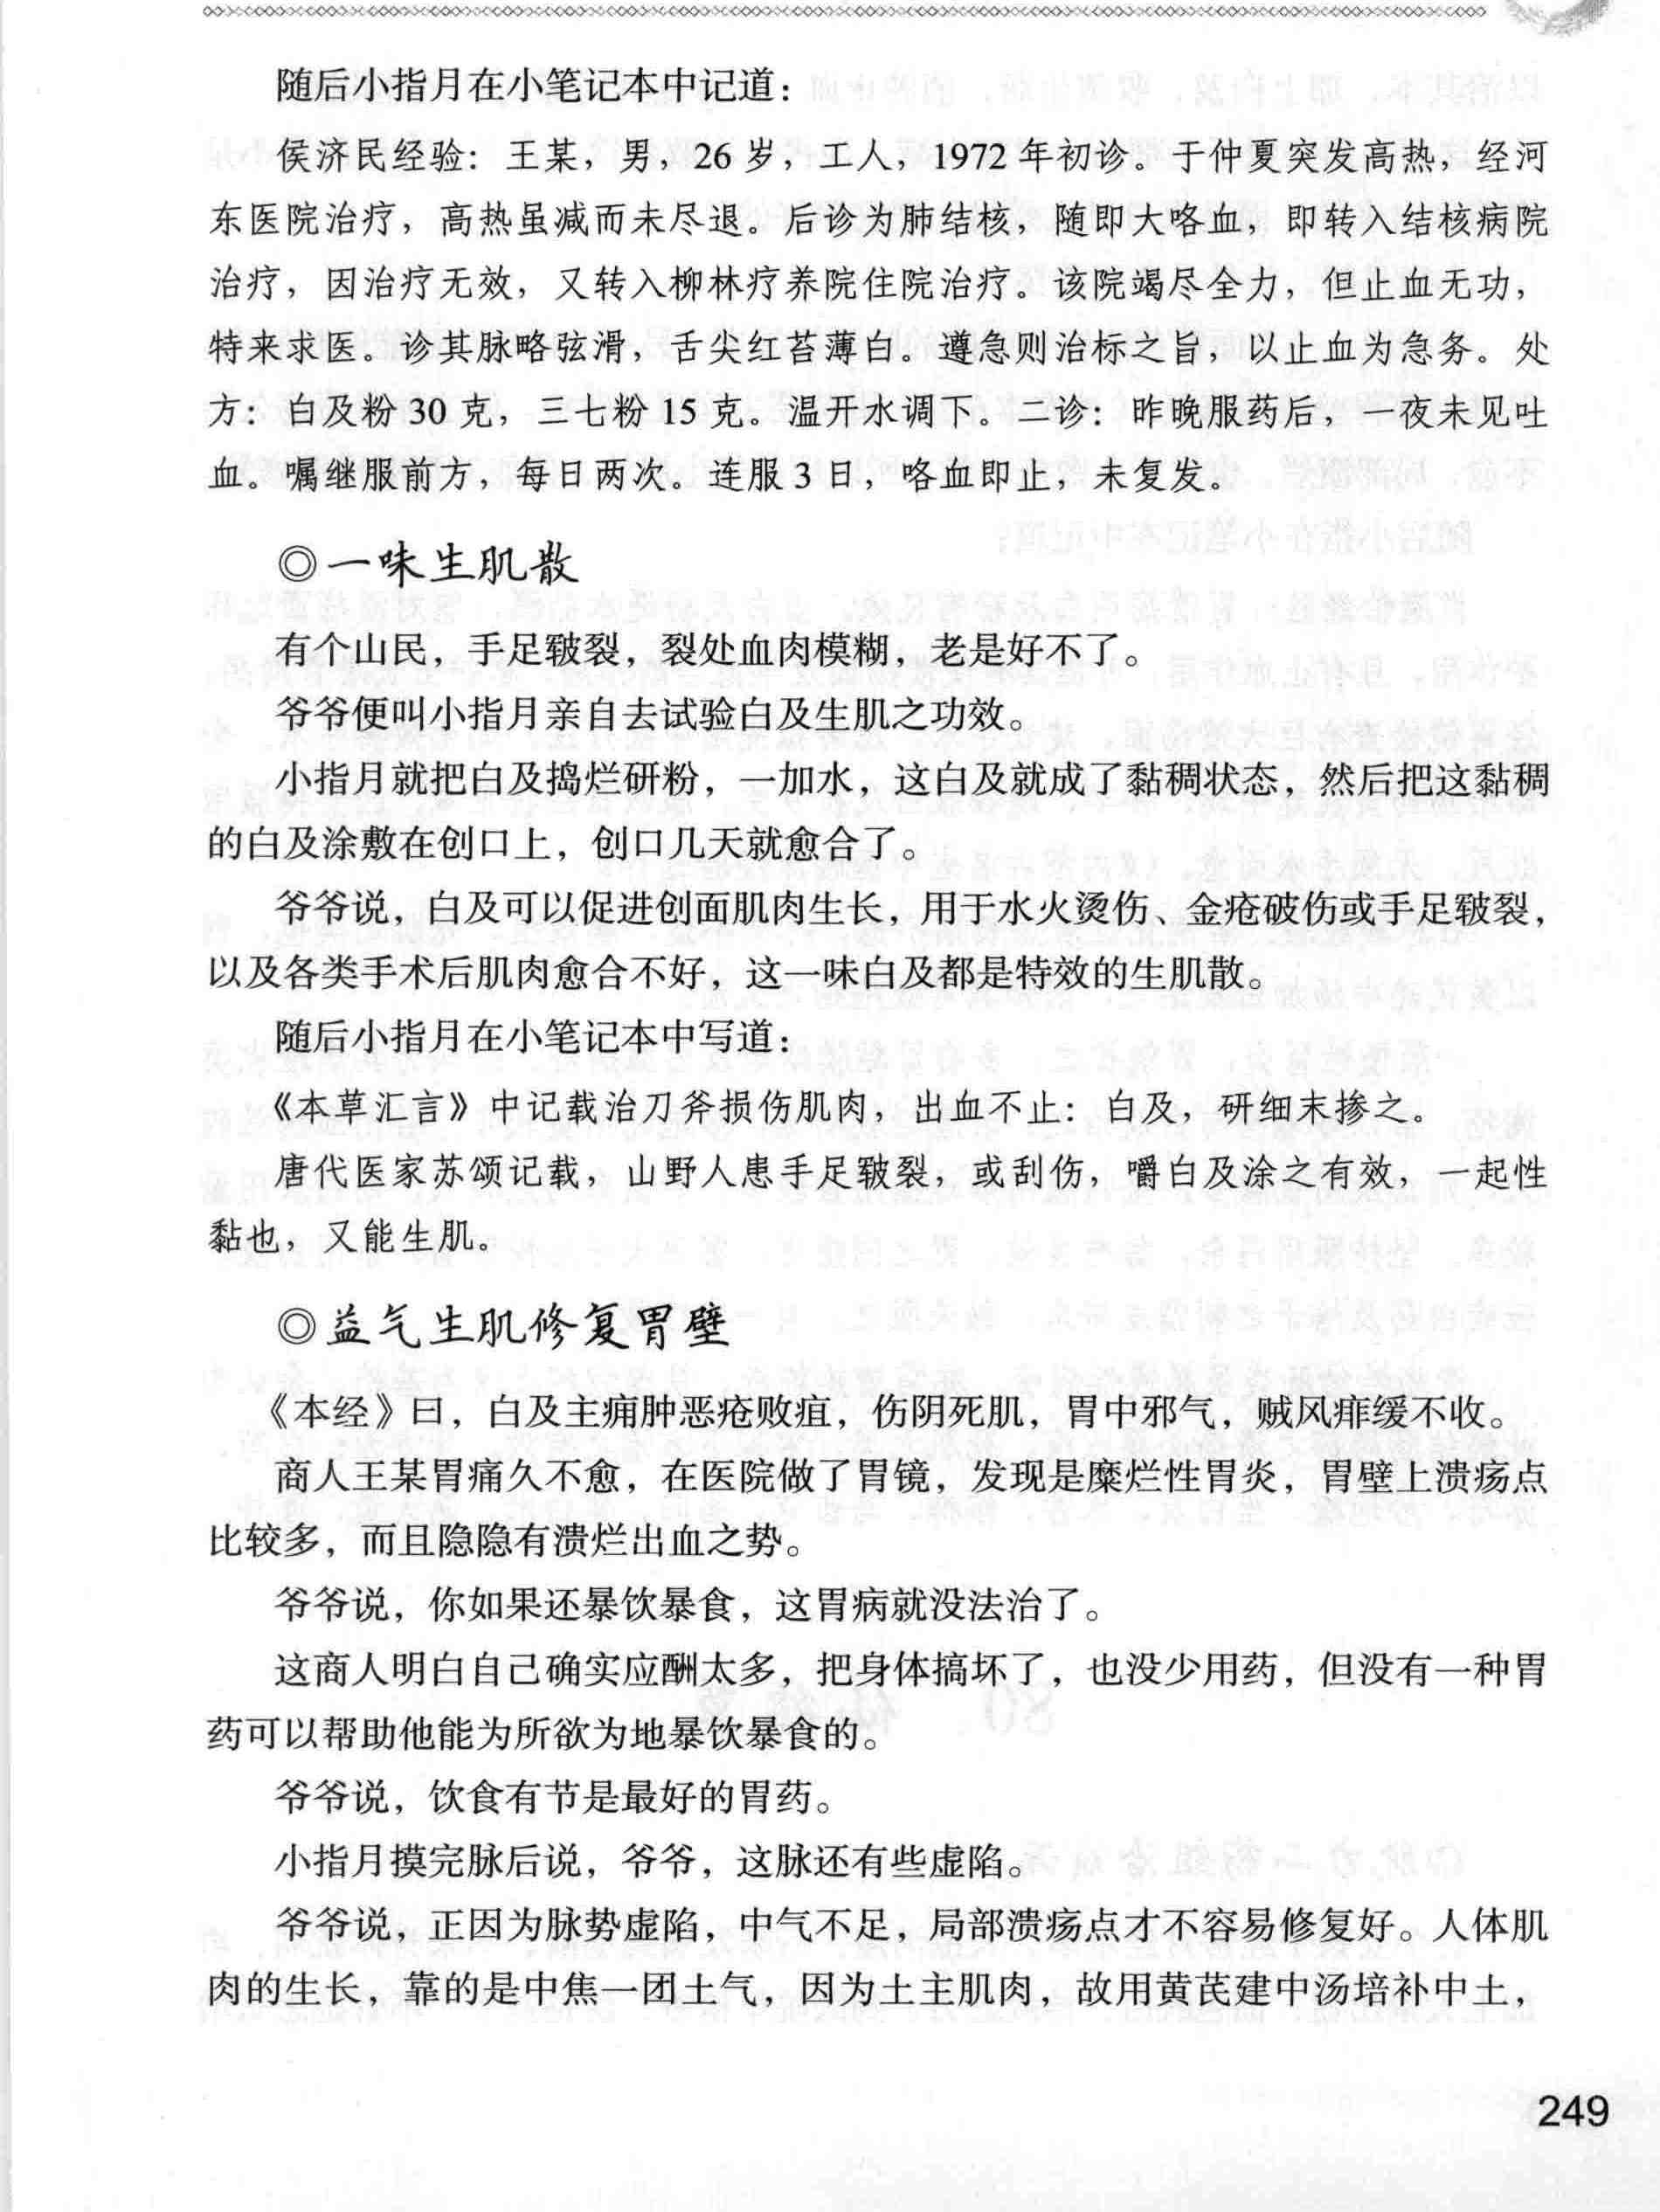 随后小指月在小笔记本中记道：
侯济民经验：王某，男，26岁，工人，1972年初诊。于仲夏突发高热，经河
东医院治疗，高热虽减而未尽退。后诊为肺结核，随即大咯血，即转入结核病院
治疗，因治疗无效，又转入柳林疗养院住院治疗。该院竭尽全力，但止血无功，
特来求医。诊其脉略弦滑，舌尖红苔薄白。遵急则治标之旨，以止血为急务。处
方：白及粉30克，三七粉15克。温开水调下。二诊：昨晚服药后，一夜未见吐
血。嘱继服前方，每日两次。连服3日，咯血即止，未复发。
◎一味生肌散
有个山民，手足皲裂，裂处血肉模糊，老是好不了。
爷爷便叫小指月亲自去试验白及生肌之功效。
小指月就把白及捣烂研粉，一加水，这白及就成了黏稠状态，然后把这黏稠
的白及涂敷在创口上，创口几天就愈合了。
爷爷说，白及可以促进创面肌肉生长，用于水火烫伤、金疮破伤或手足皲裂，
以及各类手术后肌肉愈合不好，这一味白及都是特效的生肌散。
随后小指月在小笔记本中写道：
《本草汇言》中记载治刀斧损伤肌肉，出血不止：白及，研细末掺之。
唐代医家苏颂记载，山野人患手足皲裂，或刮伤，嚼白及涂之有效，一起性
黏也，又能生肌。
◎益气生肌修复胃壁
《本经》曰，白及主痈肿恶疮败疽，伤阴死肌，胃中邪气，贼风痱缓不收。
商人王某胃痛久不愈，在医院做了胃镜，发现是糜烂性胃炎，胃壁上溃疡点
比较多，而且隐隐有溃烂出血之势。
爷爷说，你如果还暴饮暴食，这胃病就没法治了。
这商人明白自己确实应酬太多，把身体搞坏了，也没少用药，但没有一种胃
药可以帮助他能为所欲为地暴饮暴食的。
爷爷说，饮食有节是最好的胃药。
小指月摸完脉后说，爷爷，这脉还有些虚陷。
爷爷说，正因为脉势虚陷，中气不足，局部溃疡点才不容易修复好。人体肌
肉的生长，靠的是中焦一团土气，因为土主肌肉，故用黄芪建中汤培补中土，
249